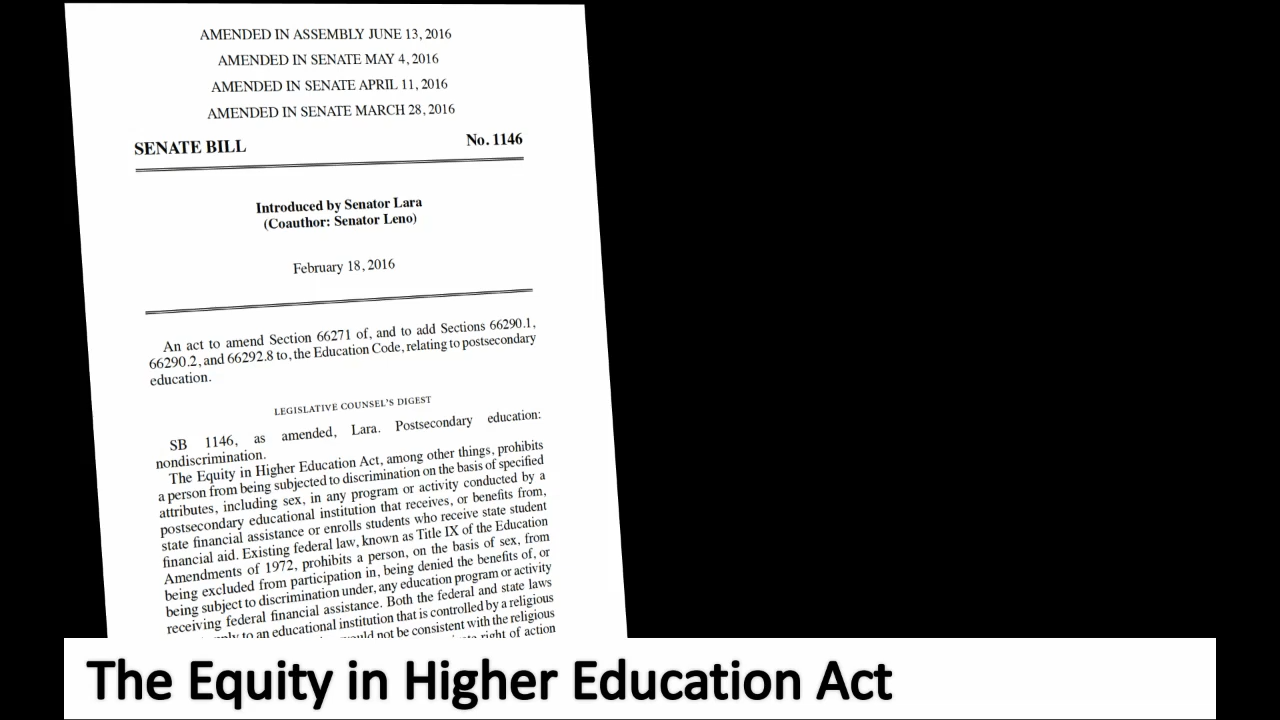 AMENDED IN ASSEMBLY JUNE 13, 2016
AMENDED IN SENATE MAY 4, 2016
AMENDED IN SENATE APRIL 11, 2016
AMENDED IN SENATE MARCH 28, 2016
SENATE BILL No. 1146
Introduced by Senator Lara
(Coauthor: Senator Leno)
February 18, 2016
An act to amend Section 66271 of, and to add Sections 66290.1,
66290.2, and 66292.8 to, the Education Code, relating to postsecondary
education.
LEGISLATIVE COUNSEL'S DIGEST
SB 1146, as amended, Lara. Postsecondary education:
nondiscrimination.
The Equity in Higher Education Act, among other things, prohibits
a person from being subjected to discrimination on the basis of specified
attributes, including sex, in any program or activity conducted by a
postsecondary educational institution that receives, or benefits from,
state financial assistance or enrolls students who receive state student
financial aid. Existing federal law, known as Title IX of the Education
Amendments of 1972, prohibits a person, on the basis of sex, from
being excluded from participation in, being denied the benefits of, or
being subject to discrimination under, any education program or activity
receiving federal financial assistance. Both the federal and state laws
to an educational institution that is controlled by a religious
not be consistent with the religious
right of action
The Equity in Higher Education Act